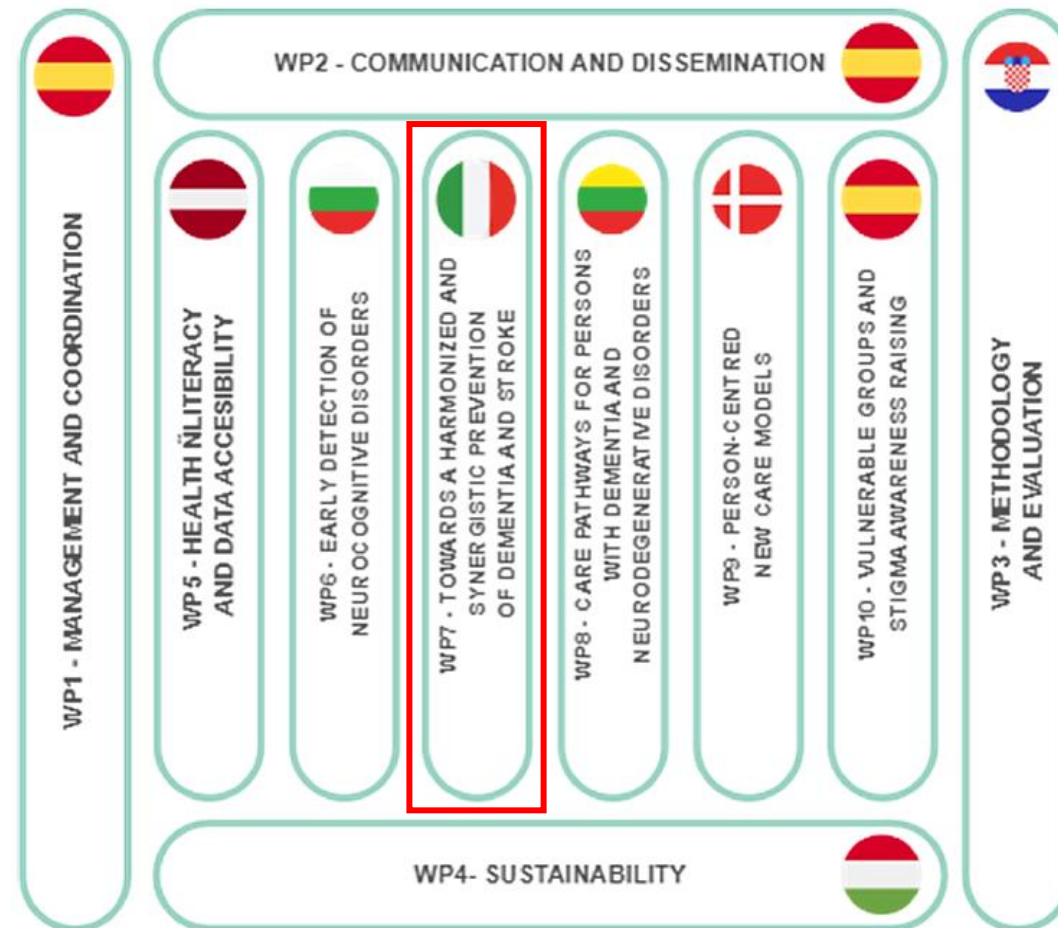 WP2 - COMMUNICATION AND DISSEMINATION
WP1 - MANAGEMENT AND COORDINATION
WP5 - HEALTH ÑLITERACY
AND DATA ACCESIBILITY
WP6 - EARLY DETECTION OF
NEUROCOGNITIVE DISORDERS
WP7 - TOWARDS A HARMONIZED AND
SYNERGISTIC PREVENTION
OF DEMENTIA AND STROKE
WP8 - CARE PATHWAYS FOR PERSONS
WITH DEMENTIA AND
NEURODEGENERATIVE DISORDERS
WP9 - PERSON-CENTRED
NEW CARE MODELS
WP10 - VULNERABLE GROUPS AND
STIGMA AWARENESS RAISING
WP3 - METHODOLOGY
AND EVALUATION
WP4- SUSTAINABILITY